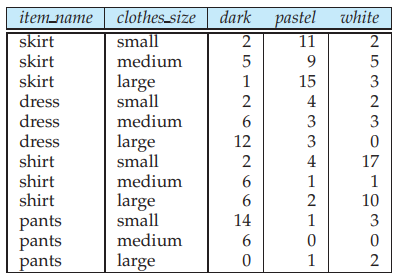 item_name clothes_size dark pastel white
skirt small 2 11 2
skirt medium 5 9 5
skirt large 1 15 3
dress small 2 4 2
dress medium 6 3 3
dress large 12 3 0
shirt small 2 4 17
shirt medium 6 1 1
shirt large 6 2 10
pants small 14 1 3
pants medium 6 0 0
pants large 0 1 2